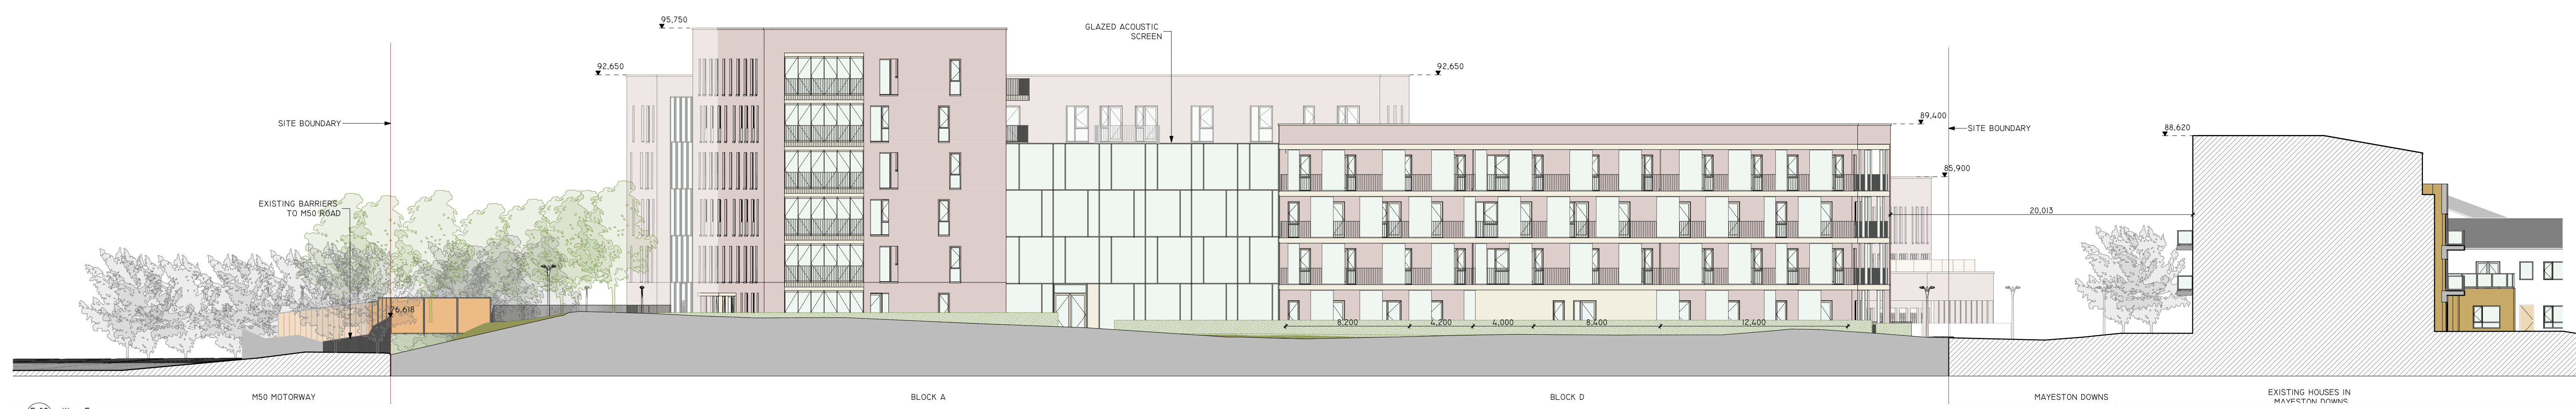 95,750
GLAZED ACOUSTIC
SCREEN
92,650
92,650
SITE BOUNDARY
89,400
SITE BOUNDARY
88,620
85,900
EXISTING BARRIERS
TO M50 ROAD
20,013
76,618
8,200
4,200
4,000
8,400
12,400
M50 MOTORWAY
BLOCK A
BLOCK D
MAYESTON DOWNS
EXISTING HOUSES IN
MAYESTON DOWNS